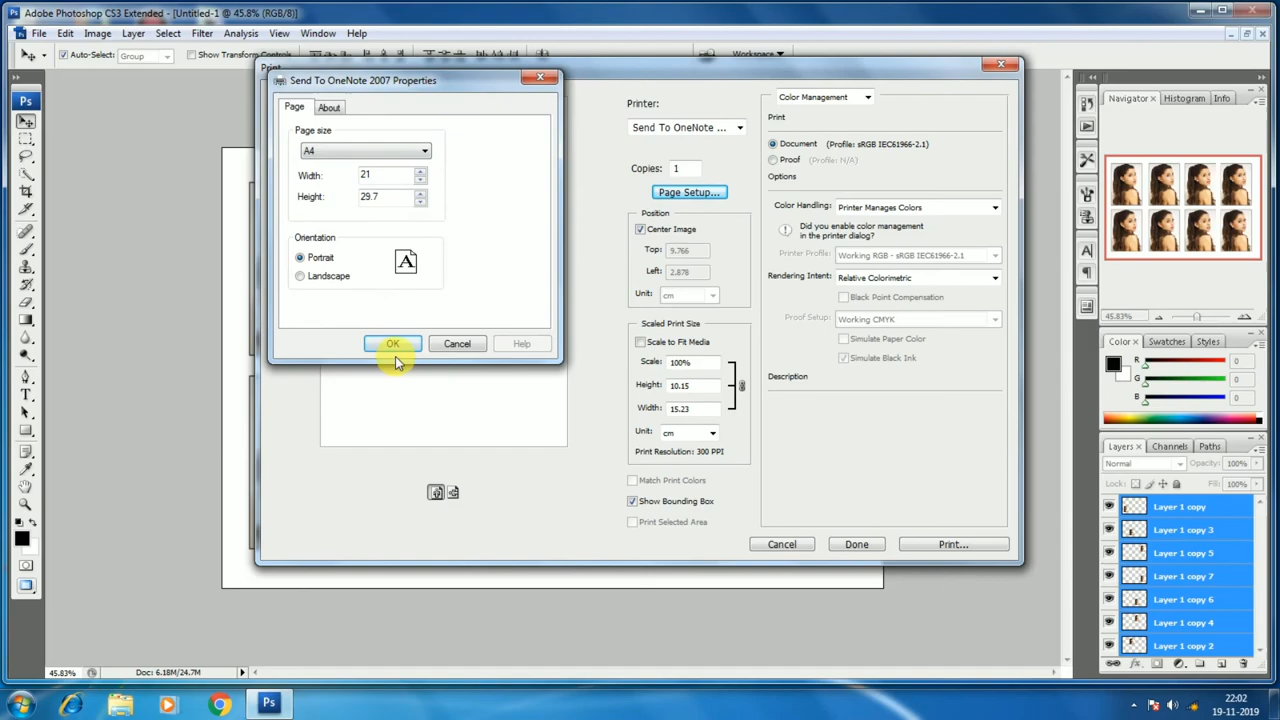 Adobe Photoshop CS3 Extended - [Untitled-1 @ 45.8% (RGB/8)]
File Edit Image Layer Select Filter Analysis View Window Help
Auto-Select: Group Show Transform Controls Workspace
Print
Send To OneNote 2007 Properties
Page About
Page size
A4
Width: 21
Height: 29.7
Orientation
Portrait
A
Landscape
OK Cancel Help
Printer:
Send To OneNote ...
Copies: 1
Page Setup...
Position
Center Image
Top: 9.766
Left: 2.878
Unit: cm
Scaled Print Size
Scale to Fit Media
Scale: 100%
Height: 10.15
Width: 15.23
Unit: cm
Print Resolution: 300 PPI
Match Print Colors
Show Bounding Box
Print Selected Area
Color Management
Print
Document (Profile: sRGB IEC61966-2.1)
Proof (Profile: N/A)
Options
Color Handling: Printer Manages Colors
Did you enable color management
in the printer dialog?
Printer Profile: Working RGB - sRGB IEC61966-2.1
Rendering Intent: Relative Colorimetric
Black Point Compensation
Proof Setup: Working CMYK
Simulate Paper Color
Simulate Black Ink
Description
Cancel Done Print...
Navigator Histogram Info
45.83%
Color Swatches Styles
R 0
G 0
B 0
Layers Channels Paths
Normal Opacity: 100%
Lock: Fill: 100%
Layer 1 copy
Layer 1 copy 3
Layer 1 copy 5
Layer 1 copy 7
Layer 1 copy 6
Layer 1 copy 4
Layer 1 copy 2
Ps
45.83% Doc: 6.18M/24.7M
Ps
22:02
19-11-2019